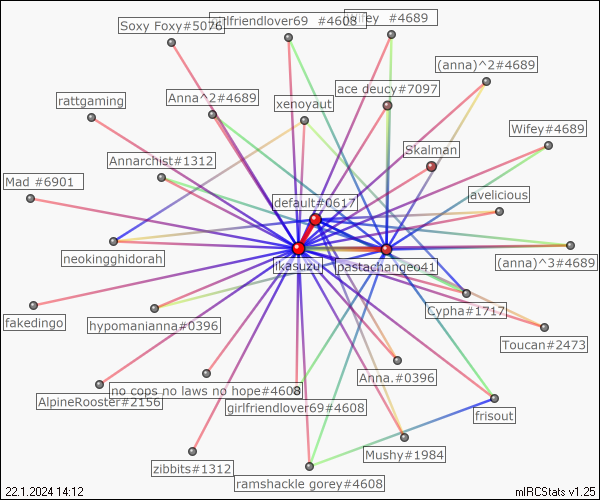 girlfriendlover69 #4608
Wifey #4689
Soxy Foxy#5076
(anna)^2#4689
ace deucy#7097
Anna^2#4689
rattgaming
xenoyaut
Wifey#4689
Skalman
Annarchist#1312
Mad #6901
avelicious
default#0617
neokingghidorah
(anna)^3#4689
ikasuzu
pastachangeo41
Cypha#1717
fakedingo
hypomanianna#0396
Toucan#2473
Anna.#0396
no cops no laws no hope#4608
AlpineRooster#2156
girlfriendlover69#4608
frisout
Mushy#1984
zibbits#1312
ramshackle gorey#4608
22.1.2024 14:12
mIRCStats v1.25